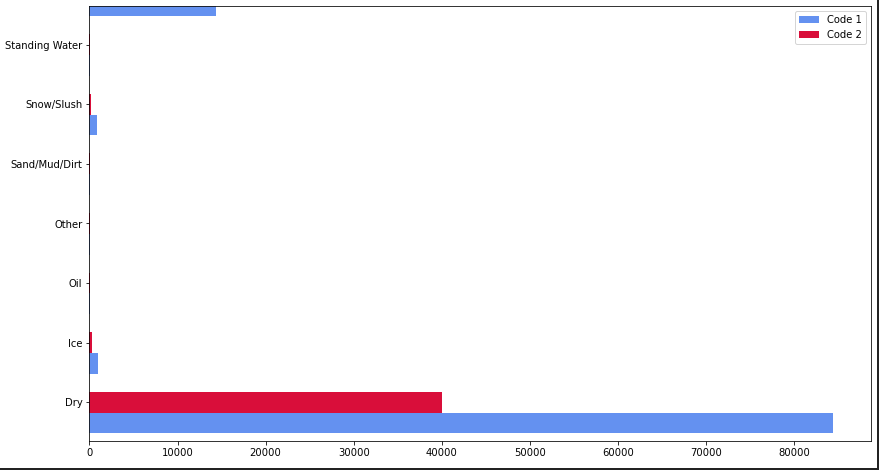 Code 1
Code 2
Standing Water
Snow/Slush
Sand/Mud/Dirt
Other
Oil
Ice
Dry
0 10000 20000 30000 40000 50000 60000 70000 80000